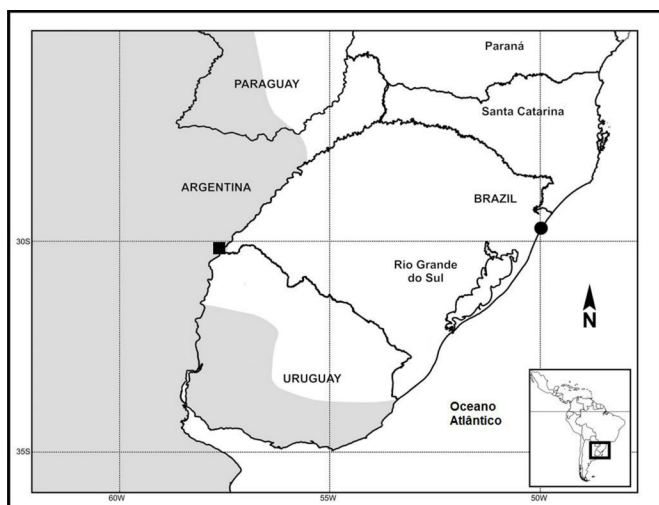 Paraná
PARAGUAY
Santa Catarina
ARGENTINA
BRAZIL
30S
Rio Grande
do Sul
N
URUGUAY
Oceano
Atlântico
35S
60W
55W
50W